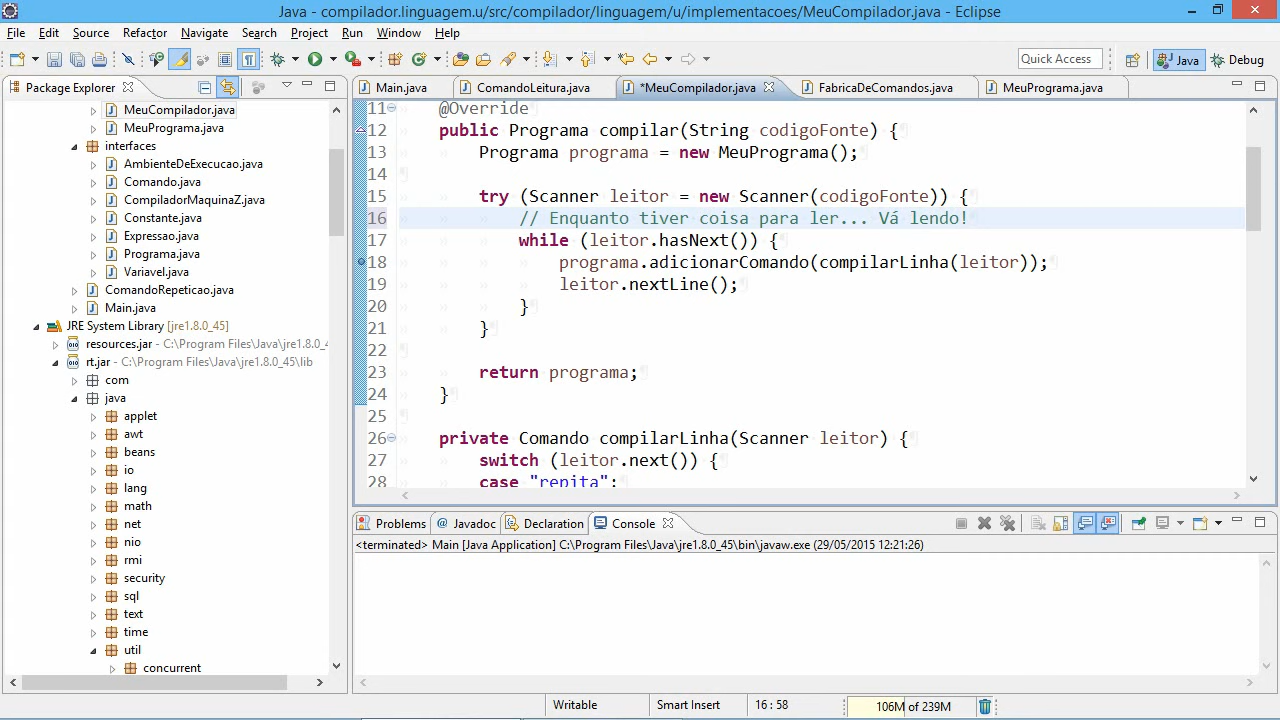 Java - compilador.linguagem.u/src/compilador/linguagem/u/implementacoes/MeuCompilador.java - Eclipse
File Edit Source Refactor Navigate Search Project Run Window Help
Quick Access Java Debug
Package Explorer
MeuCompilador.java
MeuPrograma.java
interfaces
AmbienteDeExecucao.java
Comando.java
CompiladorMaquinaZ.java
Constante.java
Expressao.java
Programa.java
Variavel.java
ComandoRepeticao.java
Main.java
JRE System Library [jre1.8.0_45]
resources.jar - C:\Program Files\Java\jre1.8.0_4
rt.jar - C:\Program Files\Java\jre1.8.0_45\lib
com
java
applet
awt
beans
io
lang
math
net
nio
rmi
security
sql
text
time
util
concurrent
Main.java ComandoLeitura.java *MeuCompilador.java FabricaDeComandos.java MeuPrograma.java
11 @Override
12 public Programa compilar(String codigoFonte) {
13 Programa programa = new MeuPrograma();
14
15 try (Scanner leitor = new Scanner(codigoFonte)) {
16 // Enquanto tiver coisa para ler... Vá lendo!
17 while (leitor.hasNext()) {
18 programa.adicionarComando(compilarLinha(leitor));
19 leitor.nextLine();
20 }
21 }
22
23 return programa;
24 }
25
26 private Comando compilarLinha(Scanner leitor) {
27 switch (leitor.next()) {
28 case "repita":
Problems @ Javadoc Declaration Console
<terminated> Main [Java Application] C:\Program Files\Java\jre1.8.0_45\bin\javaw.exe (29/05/2015 12:21:26)
Writable Smart Insert 16 : 58 106M of 239M